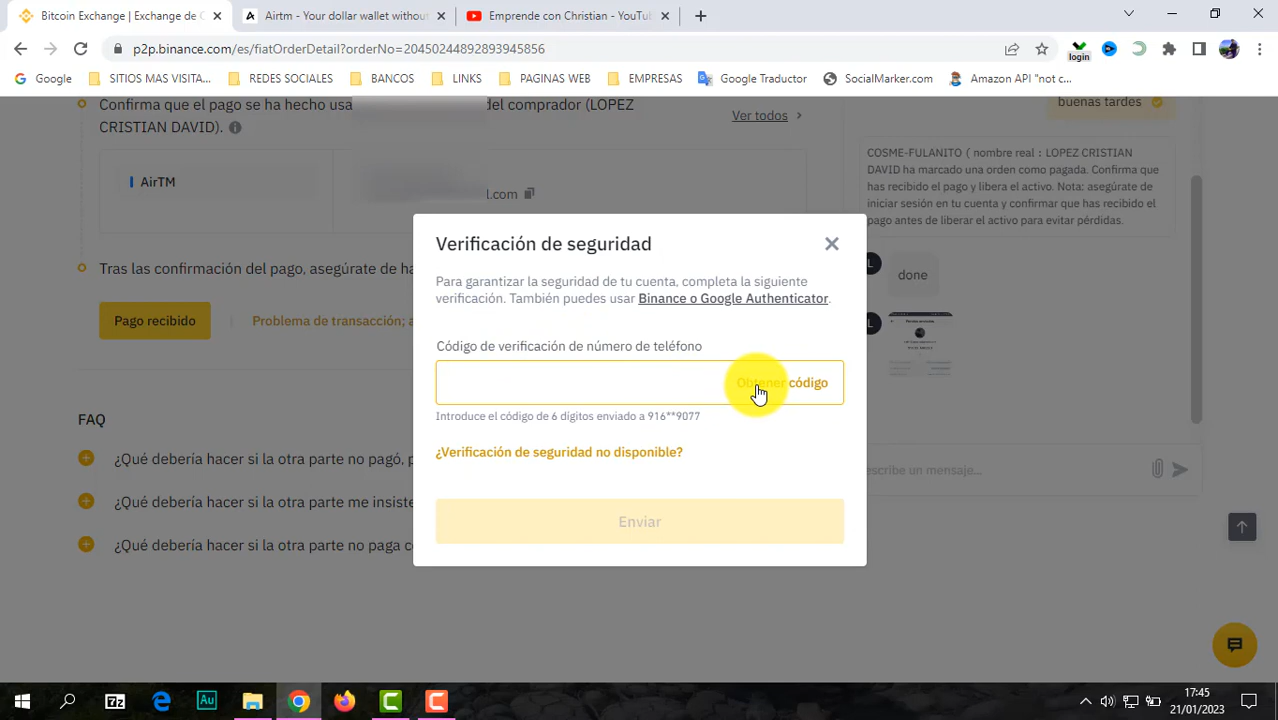 Bitcoin Exchange | Exchange de C
Airtm - Your dollar wallet without
Emprende con Christian - YouTu
p2p.binance.com/es/fiatOrderDetail?orderNo=20450244892893945856
login
Google
SITIOS MAS VISITA...
REDES SOCIALES
BANCOS
LINKS
PAGINAS WEB
EMPRESAS
Google Traductor
SocialMarker.com
Amazon API "not c...
Confirma que el pago se ha hecho usa
del comprador (LOPEZ
CRISTIAN DAVID).
Ver todos
AirTM
l.com
Tras las confirmación del pago, asegúrate de ha
Pago recibido
Problema de transacción; a
FAQ
¿Qué debería hacer si la otra parte no pagó, p
¿Qué debería hacer si la otra parte me insiste
¿Qué debería hacer si la otra parte no paga co
Verificación de seguridad
Para garantizar la seguridad de tu cuenta, completa la siguiente
verificación. También puedes usar Binance o Google Authenticator.
Código de verificación de número de teléfono
Obtener código
Introduce el código de 6 dígitos enviado a 916**9077
¿Verificación de seguridad no disponible?
Enviar
buenas tardes
COSME-FULANITO ( nombre real : LOPEZ CRISTIAN
DAVID ha marcado una orden como pagada. Confirma que
has recibido el pago y libera el activo. Nota: asegúrate de
iniciar sesión en tu cuenta y confirmar que has recibido el
pago antes de liberar el activo para evitar pérdidas.
L
done
L
scribe un mensaje...
7z
Au
17:45
21/01/2023